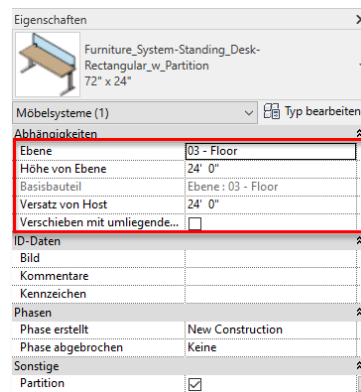 Eigenschaften
Furniture_System-Standing_Desk-
Rectangular_w_Partition
72" x 24"
Möbelsysteme (1)
Typ bearbeiten
Abhängigkeiten
Ebene 03 - Floor
Höhe von Ebene 24' 0"
Basisbauteil Ebene : 03 - Floor
Versatz von Host 24' 0"
Verschieben mit umliegende...
ID-Daten
Bild
Kommentare
Kennzeichen
Phasen
Phase erstellt New Construction
Phase abgebrochen Keine
Sonstige
Partition